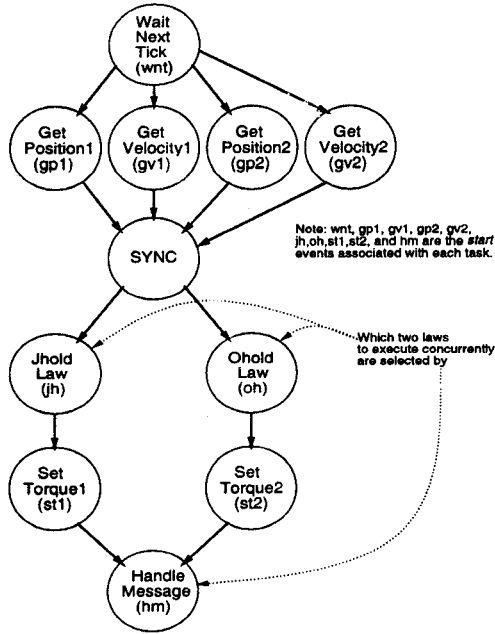 Wait
Next
Tick
(wnt)
Get
Position1
(gp1)
Get
Velocity1
(gv1)
Get
Position2
(gp2)
Get
Velocity2
(gv2)
Note: wnt, gp1, gv1, gp2, gv2,
jh,oh,st1,st2, and hm are the start
events associated with each task.
SYNC
Jhold
Law
(jh)
Ohold
Law
(oh)
Which two laws
to execute concurrently
are selected by
Set
Torque1
(st1)
Set
Torque2
(st2)
Handle
Message
(hm)